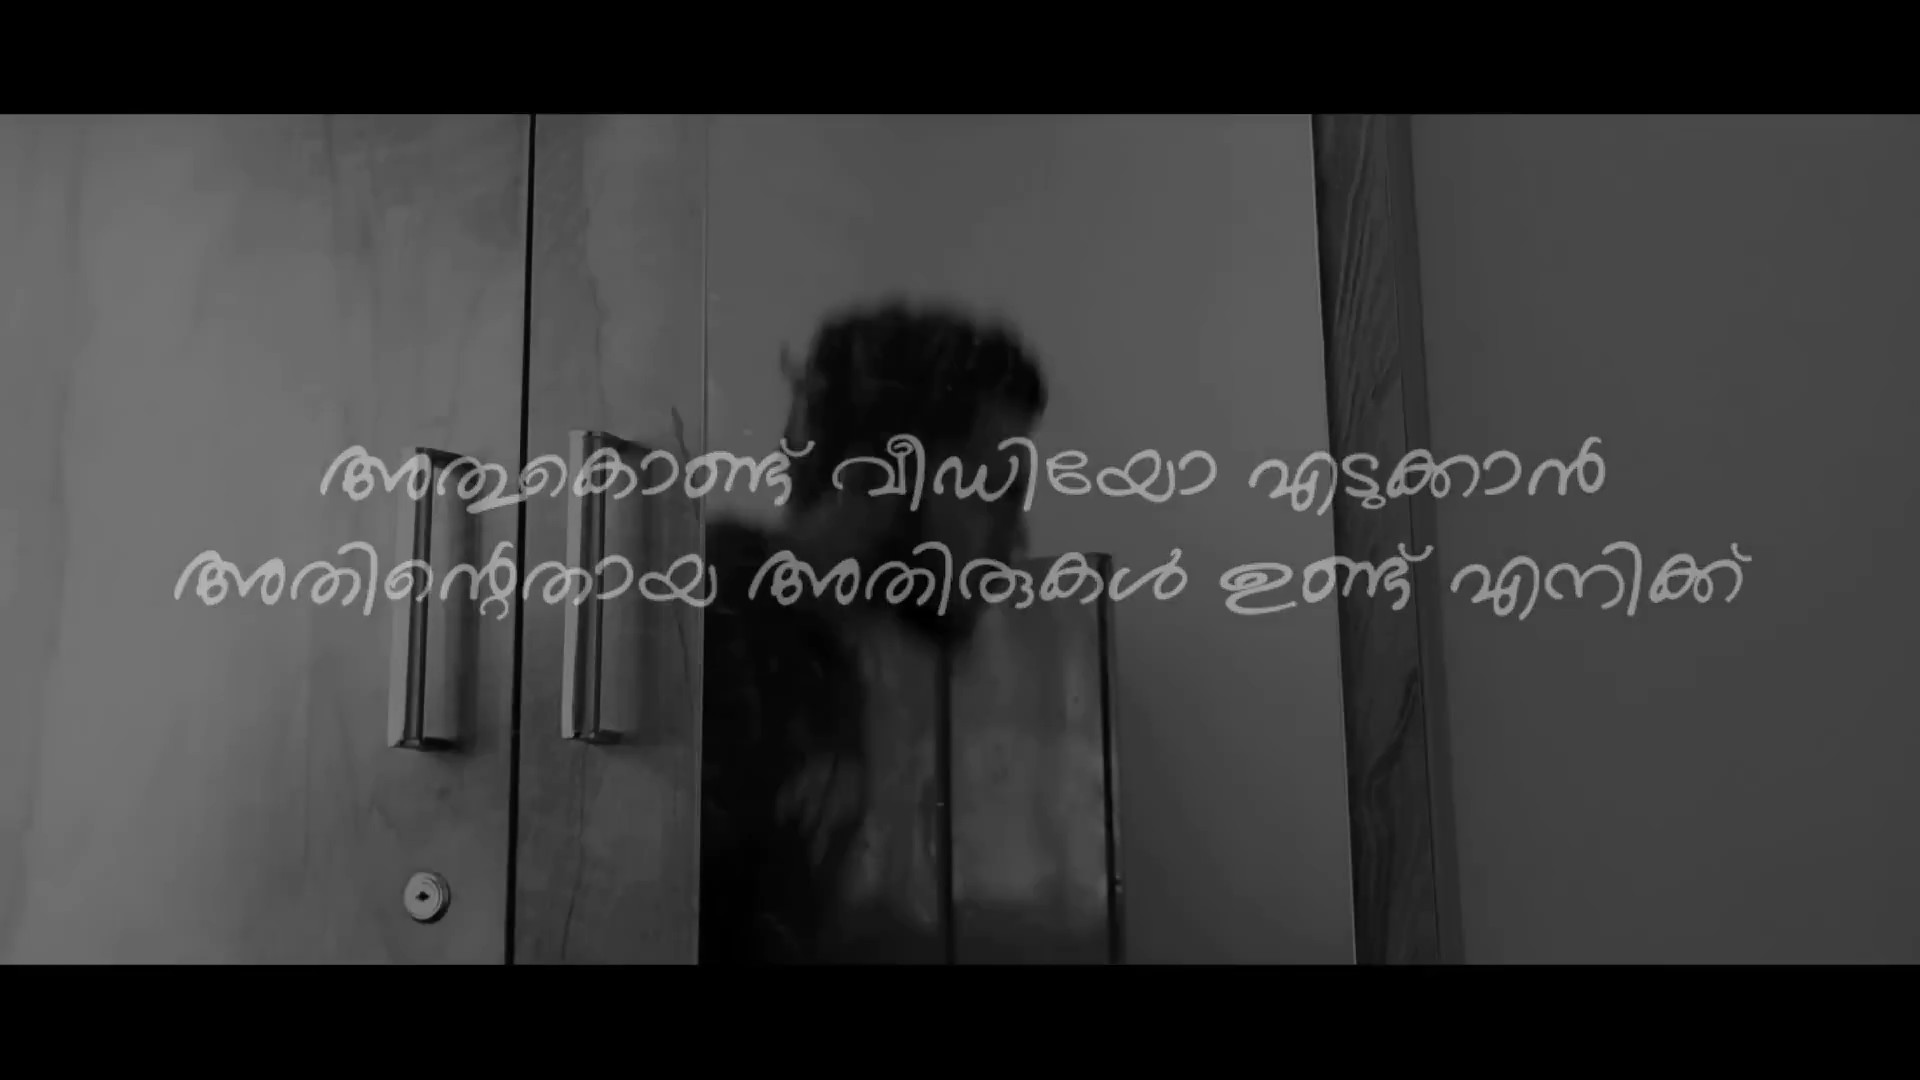 അതുകൊണ്ട് വീഡിയോ എടുക്കാൻ
അതിന്റെതായ അതിരുകൾ ഉണ്ട് എനിക്ക്